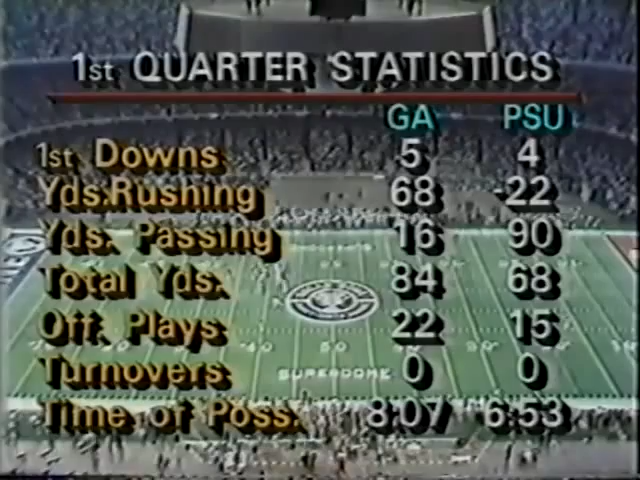 1st QUARTER STATISTICS
GA PSU
1st Downs 5 4
Yds.Rushing 68 -22
Yds. Passing 16 90
Total Yds. 84 68
Off. Plays 22 15
Turnovers 0 0
SUPERDOME
Time of Poss. 8:07 6:53